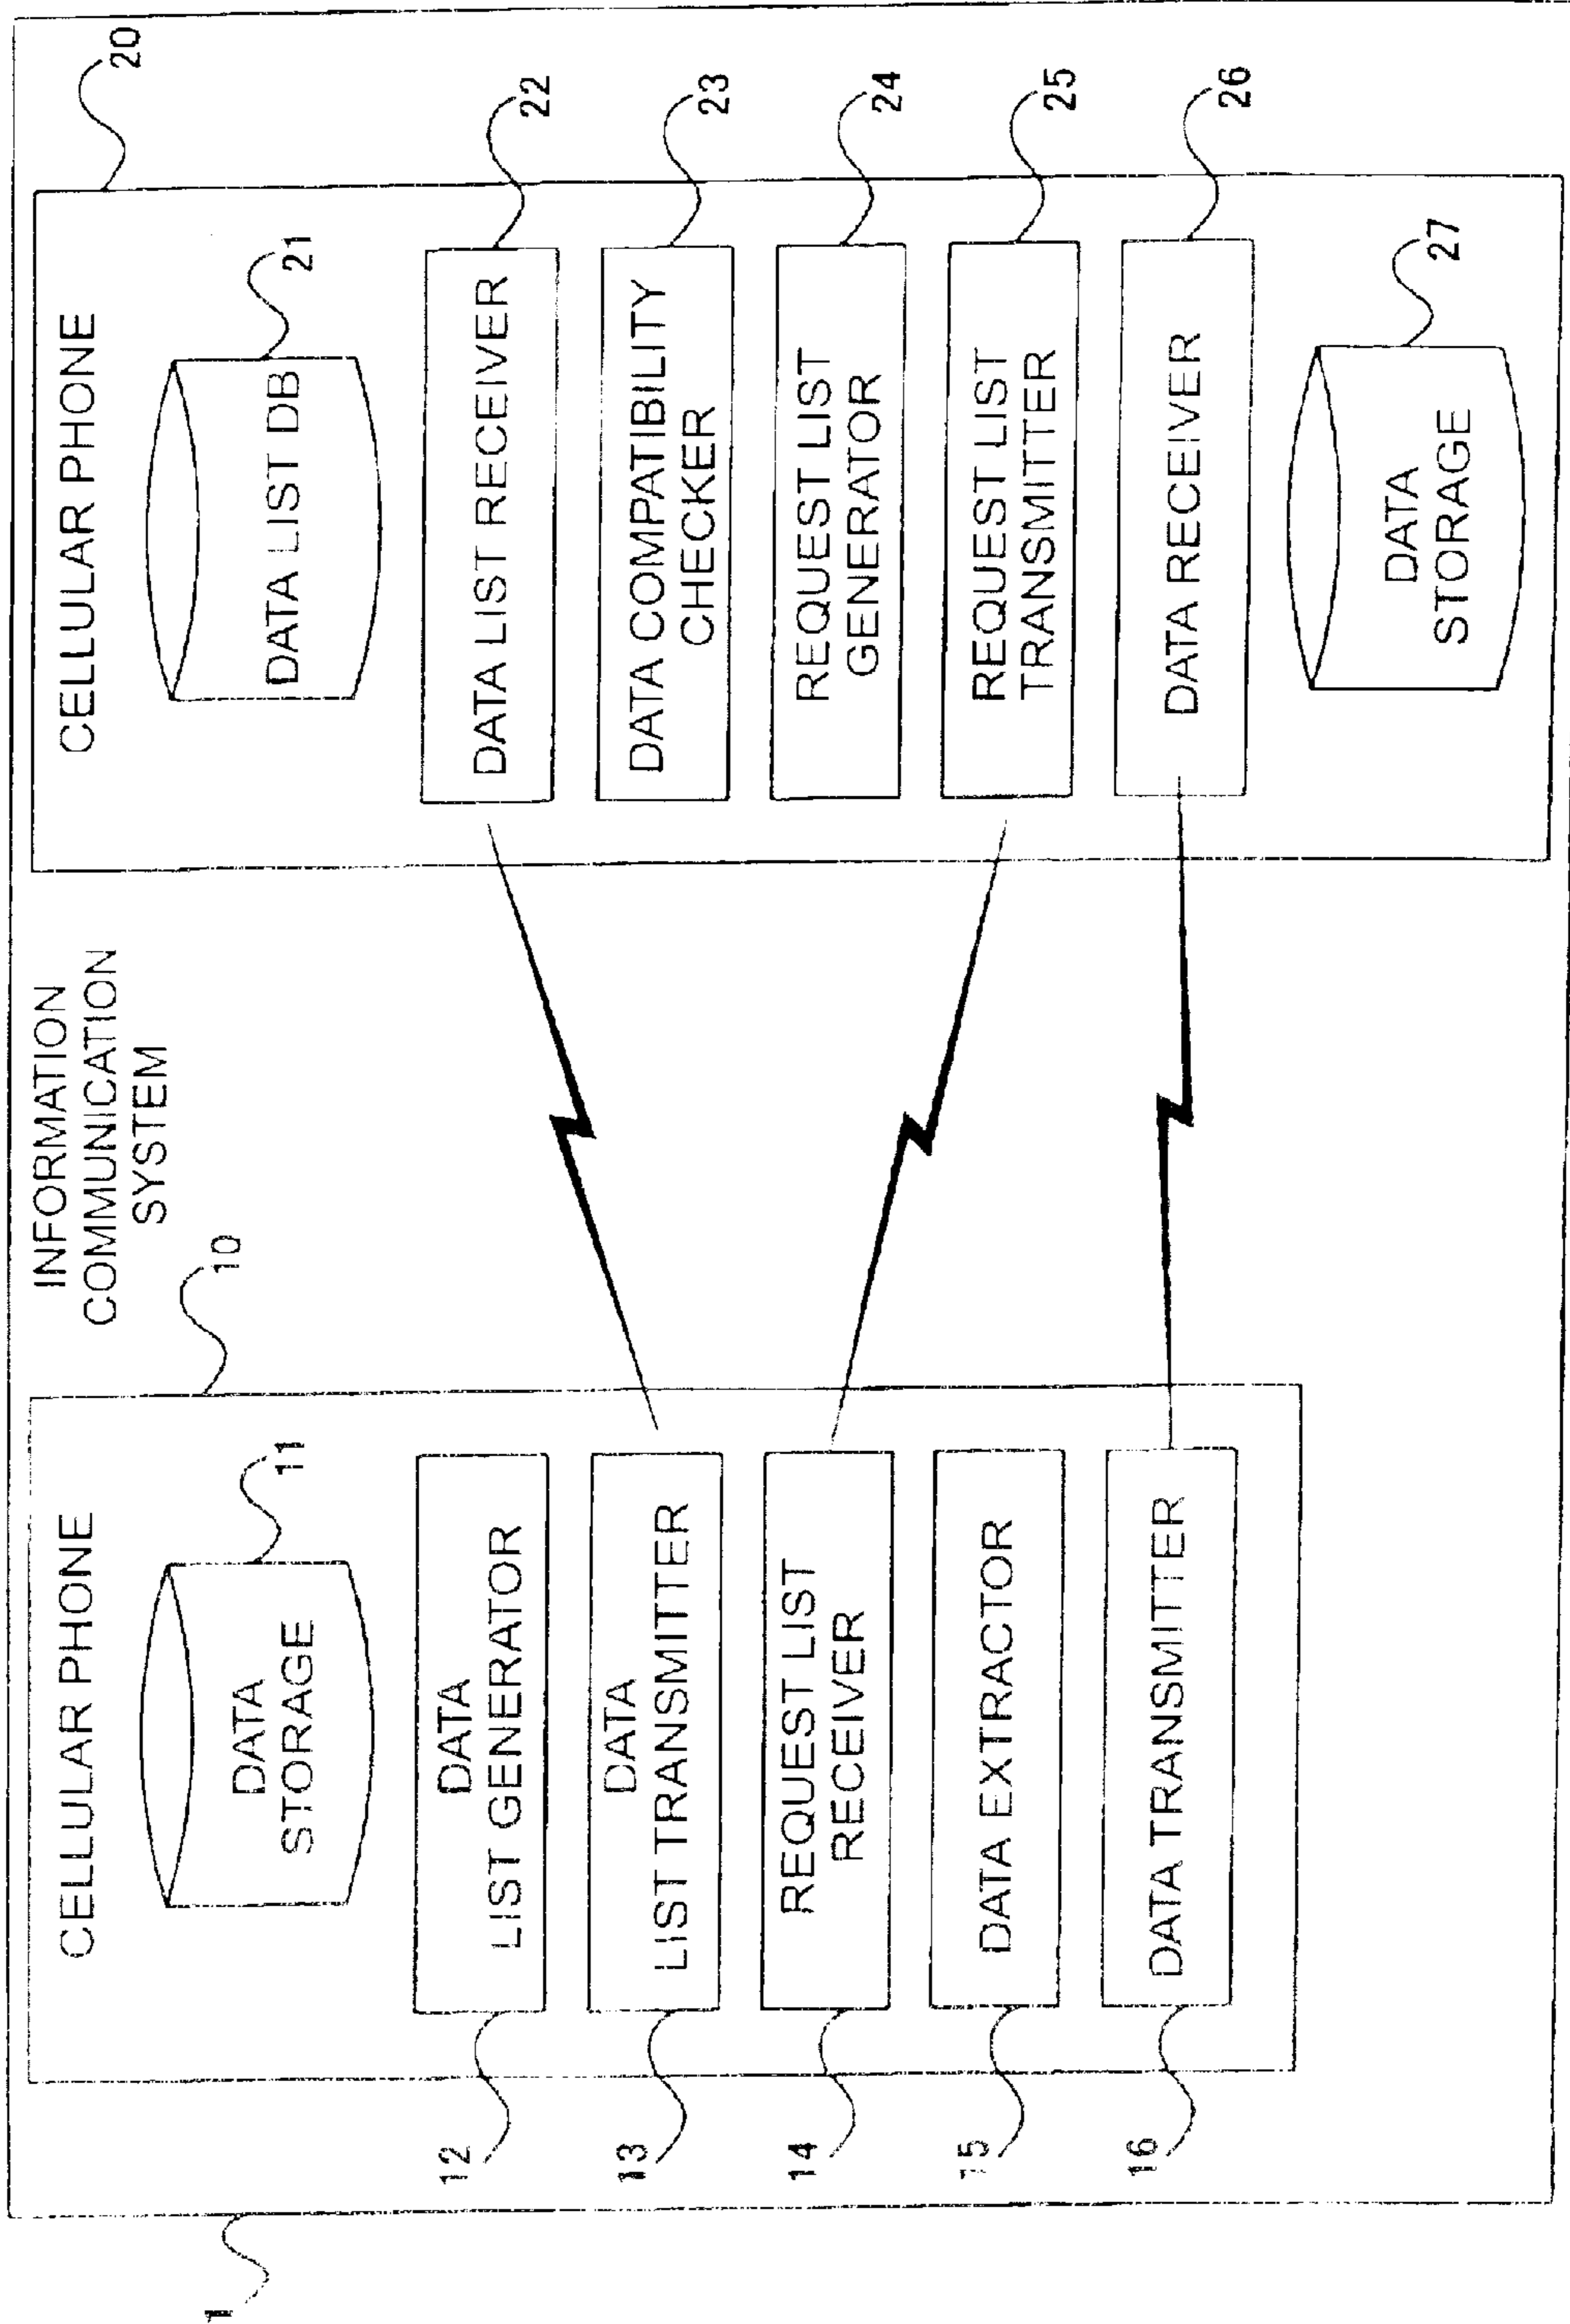 1
INFORMATION
COMMUNICATION
SYSTEM
10
CELLULAR PHONE
11
DATA
STORAGE
12
DATA
LIST GENERATOR
13
DATA
LIST TRANSMITTER
14
REQUEST LIST
RECEIVER
15
DATA EXTRACTOR
16
DATA TRANSMITTER
20
CELLULAR PHONE
21
DATA LIST DB
22
DATA LIST RECEIVER
23
DATA COMPATIBILITY
CHECKER
24
REQUEST LIST
GENERATOR
25
REQUEST LIST
TRANSMITTER
26
DATA RECEIVER
27
DATA
STORAGE